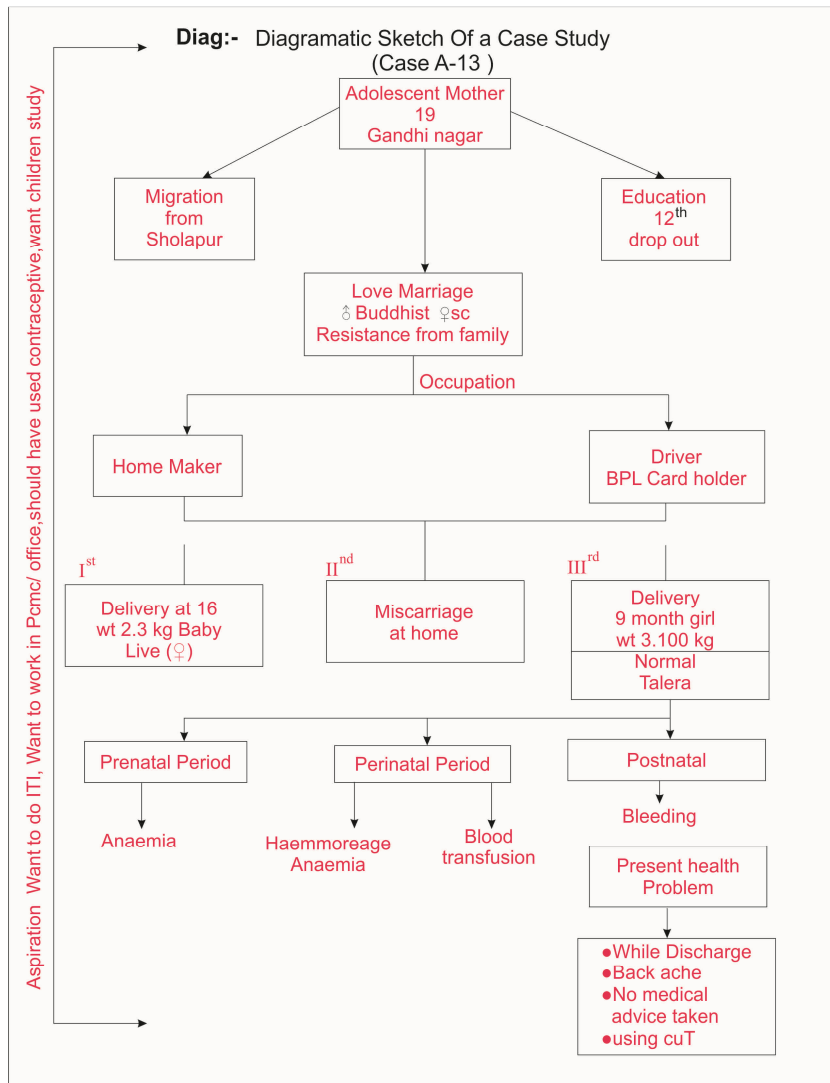 Diag:- Diagramatic Sketch Of a Case Study
(Case A-13 )
Adolescent Mother
19
Gandhi nagar
Migration
from
Sholapur
Education
12th
drop out
Love Marriage
♂ Buddhist ♀sc
Resistance from family
Occupation
Home Maker
Driver
BPL Card holder
Ist
Delivery at 16
wt 2.3 kg Baby
Live (♀)
IInd
Miscarriage
at home
IIIrd
Delivery
9 month girl
wt 3.100 kg
Normal
Talera
Prenatal Period
Perinatal Period
Postnatal
Anaemia
Haemmoreage
Anaemia
Blood
transfusion
Bleeding
Present health
Problem
●While Discharge
●Back ache
●No medical
advice taken
●using cuT
Aspiration Want to do ITI, Want to work in Pcmc/ office,should have used contraceptive,want children study